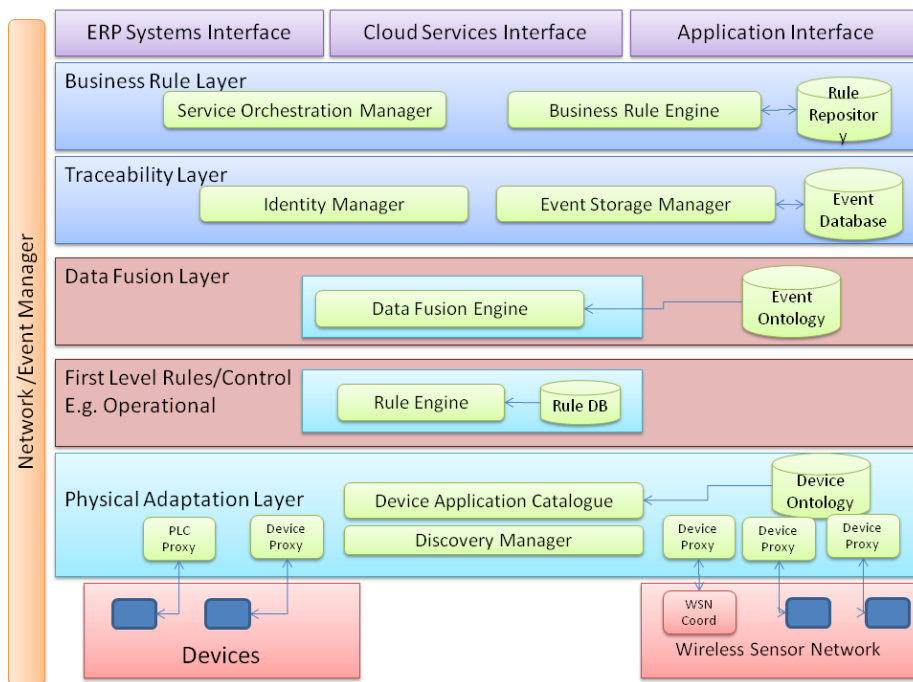 Network /Event Manager
ERP Systems Interface
Cloud Services Interface
Application Interface
Business Rule Layer
Service Orchestration Manager
Business Rule Engine
Rule
Repositor
y
Traceability Layer
Identity Manager
Event Storage Manager
Event
Database
Data Fusion Layer
Data Fusion Engine
Event
Ontology
First Level Rules/Control
E.g. Operational
Rule Engine
Rule DB
Physical Adaptation Layer
Device Application Catalogue
Device
Ontology
PLC
Proxy
Device
Proxy
Discovery Manager
Device
Proxy
Device
Proxy
Device
Proxy
Devices
WSN
Coord
Wireless Sensor Network